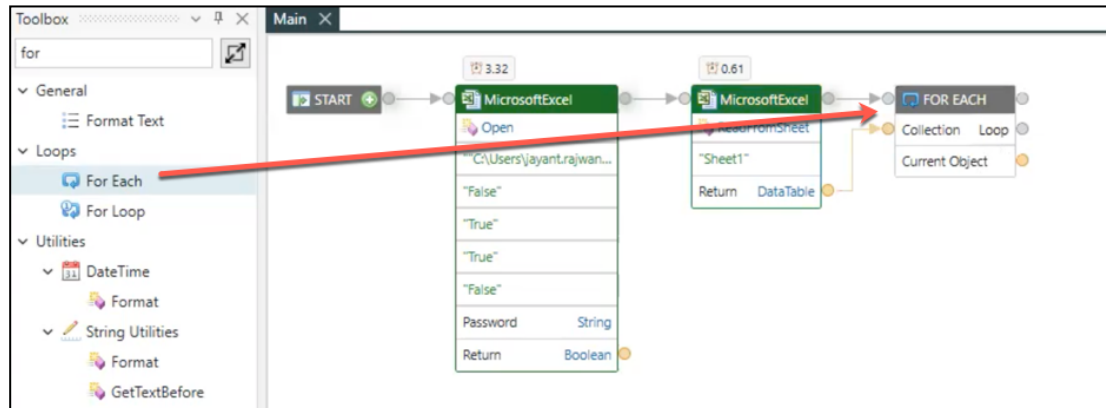 Toolbox
for
General
Format Text
Loops
For Each
For Loop
Utilities
DateTime
Format
String Utilities
Format
GetTextBefore
Main
START
3.32
MicrosoftExcel
Open
"C:\Users\jayant.rajwan...
"False"
"True"
"True"
"False"
Password String
Return Boolean
0.61
MicrosoftExcel
ReadFromSheet
"Sheet1"
Return DataTable
FOR EACH
Collection Loop
Current Object